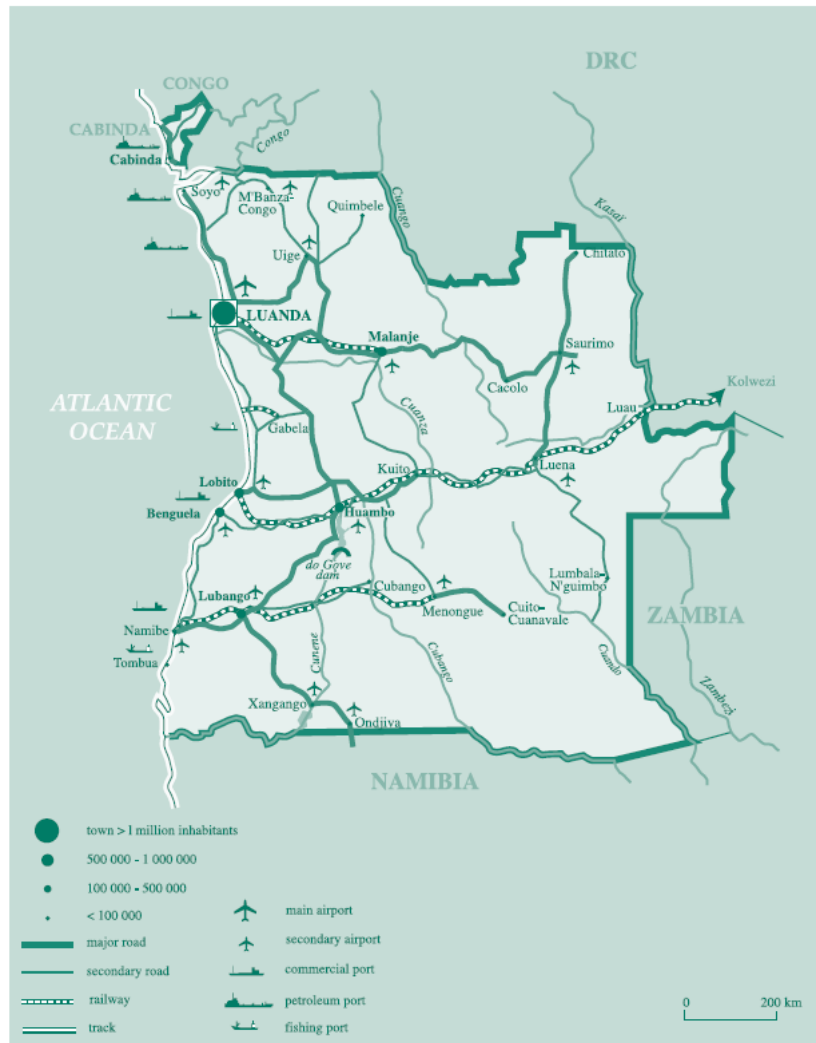 DRC
CONGO
CABINDA
Cabinda
Congo
Soyo
M'Banza-
Congo
Quimbele
Cuango
Kasaï
Uige
Chitato
LUANDA
Malanje
Saurimo
Cacolo
Kolwezi
Luau
ATLANTIC
OCEAN
Gabela
Cuanza
Kuito
Luena
Lobito
Benguela
Huambo
do Gove
dam
Cubango
Lumbala-
N'guimbo
Lubango
Menongue
Cuito-
Cuanavale
ZAMBIA
Namibe
Tombua
Cunene
Cubango
Cuando
Zambezi
Xangango
Ondjiva
NAMIBIA
town > 1 million inhabitants
500 000 - 1 000 000
100 000 - 500 000
< 100 000
major road
secondary road
railway
track
main airport
secondary airport
commercial port
petroleum port
fishing port
0 200 km